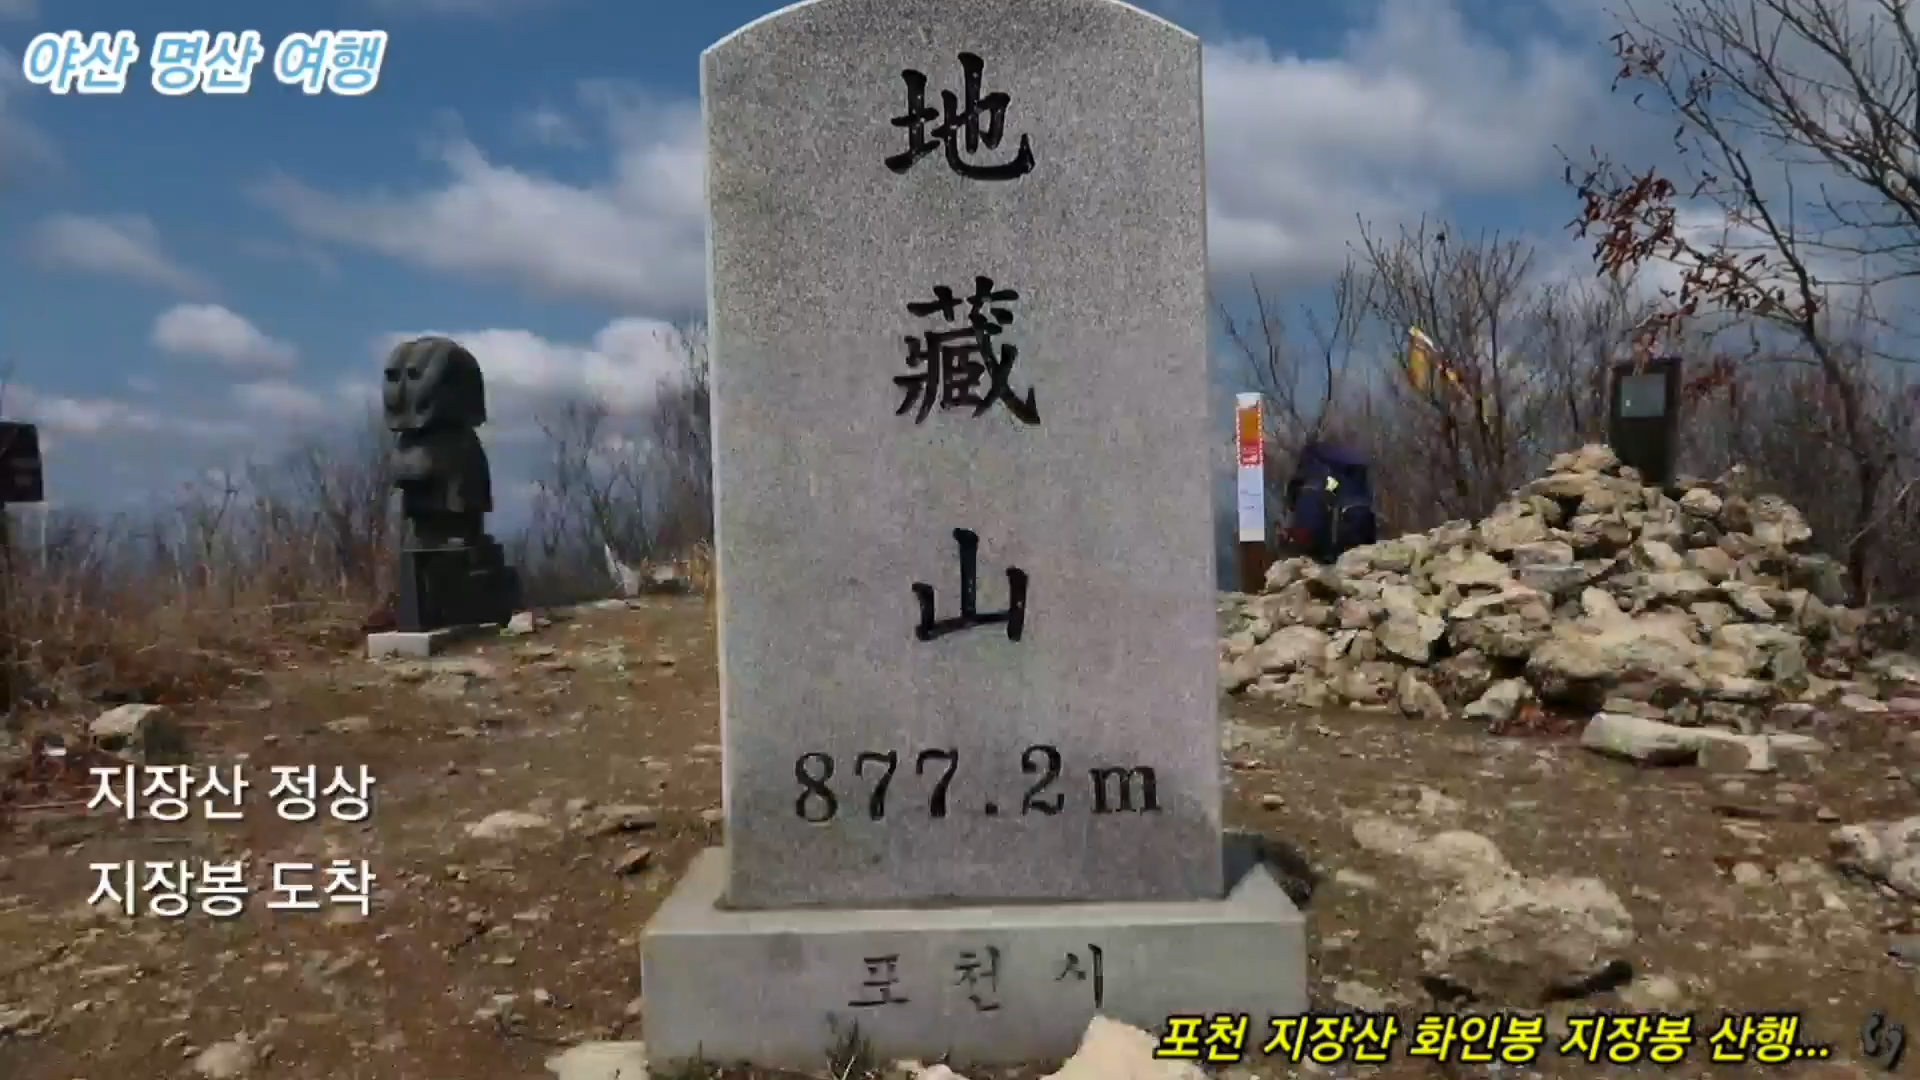 야산 명산 여행
地
藏
山
877.2m
지장산 정상
지장봉 도착
포천시
포천 지장산 화인봉 지장봉 산행...